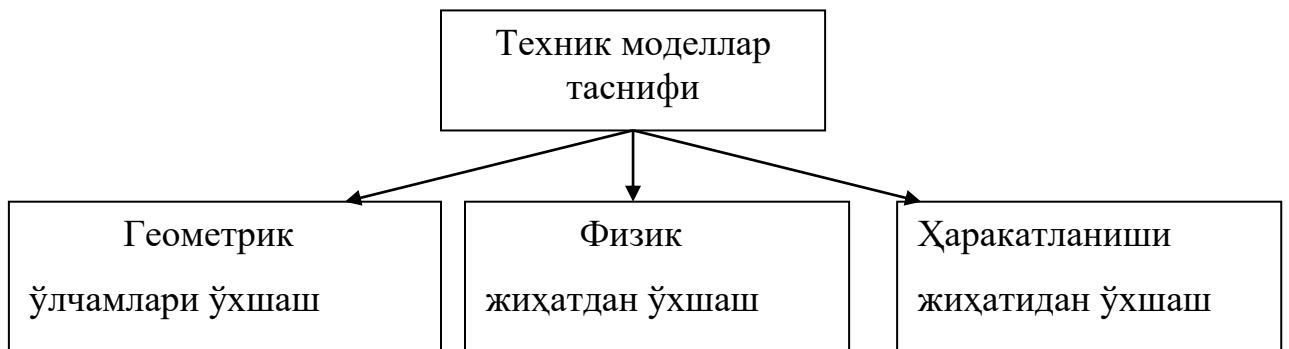 Техник моделлар
таснифи
Геометрик
ўлчамлари ўхшаш
Физик
жиҳатдан ўхшаш
Ҳаракатланиши
жиҳатидан ўхшаш